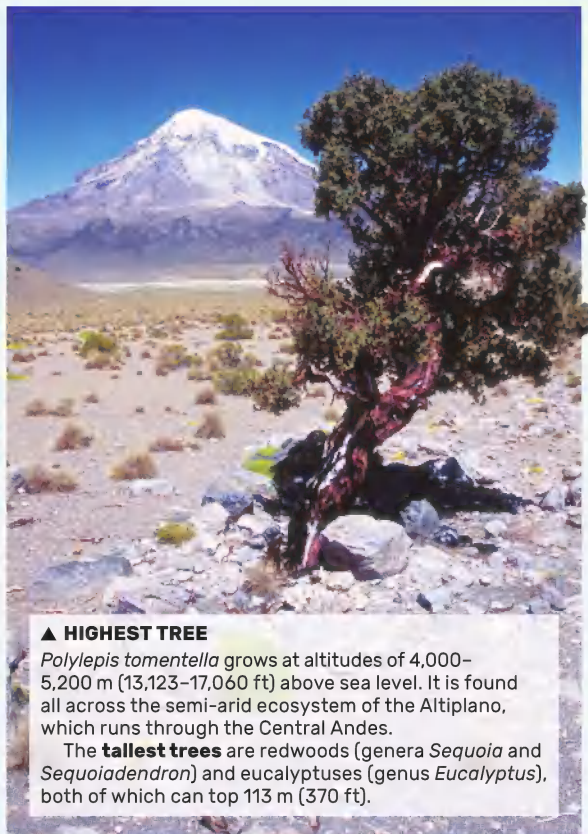 ▲ HIGHEST TREE
Polylepis tomentella grows at altitudes of 4,000–
5,200 m (13,123–17,060 ft) above sea level. It is found
all across the semi-arid ecosystem of the Altiplano,
which runs through the Central Andes.
The tallest trees are redwoods (genera Sequoia and
Sequoiadendron) and eucalyptuses (genus Eucalyptus),
both of which can top 113 m (370 ft).